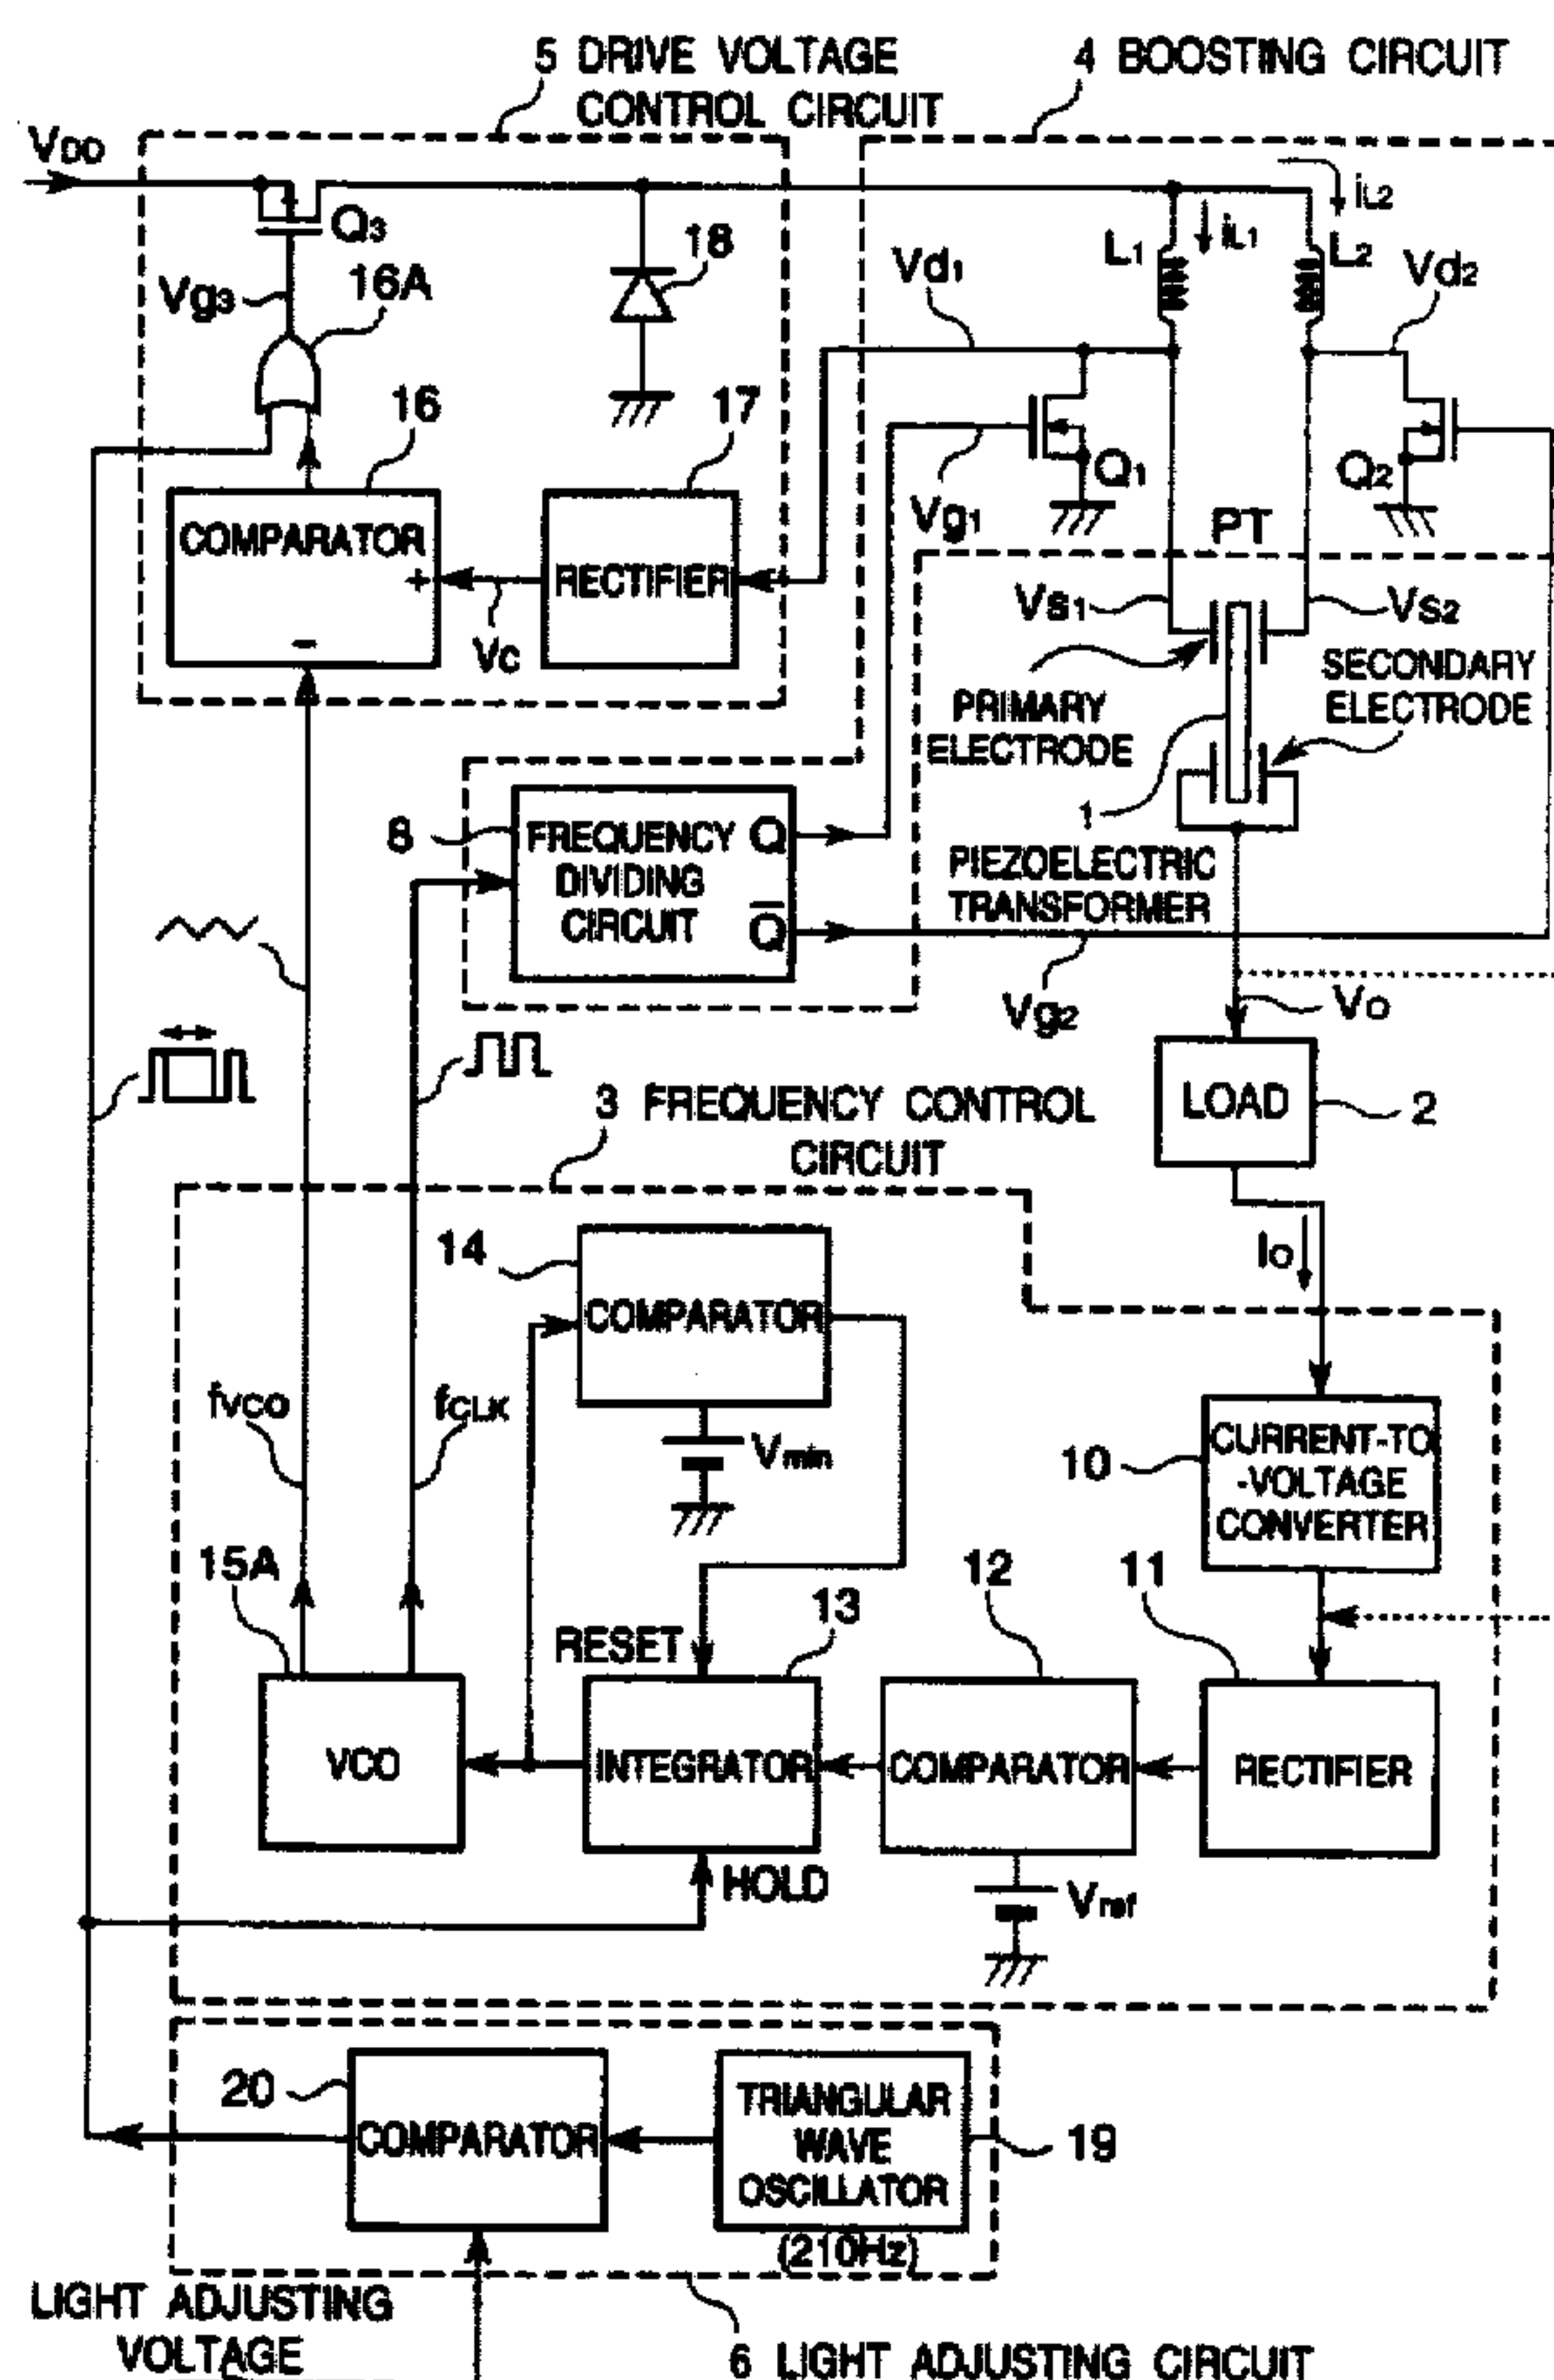 5 DRIVE VOLTAGE
CONTROL CIRCUIT
4 BOOSTING CIRCUIT
VDD
Q3
18
Vg3
16A
16
17
COMPARATOR
+
-
RECTIFIER
Vc
Vd1
L1
iL1
L2
iL2
Vd2
Vg1
Q1
Q2
PT
Vs1
Vs2
PRIMARY
ELECTRODE
SECONDARY
ELECTRODE
1
PIEZOELECTRIC
TRANSFORMER
8
FREQUENCY
DIVIDING
CIRCUIT
Q
Q̅
Vg2
Vo
LOAD
2
Io
3 FREQUENCY CONTROL
CIRCUIT
14
COMPARATOR
Vmin
fVCO
fCLK
10
CURRENT-TO
-VOLTAGE
CONVERTER
15A
12
11
13
RESET
VCO
INTEGRATOR
COMPARATOR
RECTIFIER
HOLD
Vref
20
COMPARATOR
TRIANGULAR
WAVE
OSCILLATOR
(210Hz)
19
LIGHT ADJUSTING
VOLTAGE
6 LIGHT ADJUSTING CIRCUIT